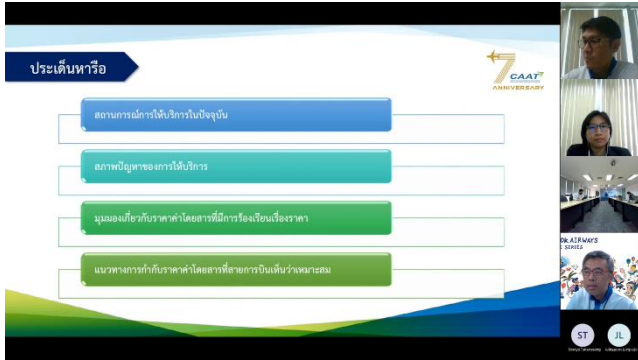 ประเด็นหารือ
7
CAAT
ANNIVERSARY
สถานการณ์การให้บริการในปัจจุบัน
สภาพปัญหาของการให้บริการ
มุมมองเกี่ยวกับราคาค่าโดยสารที่มีการร้องเรียนเรื่องราคา
แนวทางการกำกับราคาค่าโดยสารที่สายการบินเห็นว่าเหมาะสม
OK AIRWAYS
SERIES
ST
JL